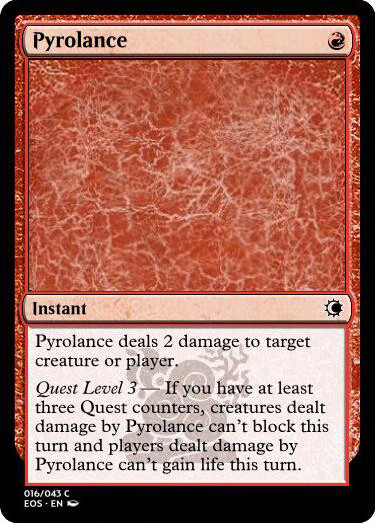 Pyrolance
Instant
Pyrolance deals 2 damage to target
creature or player.
Quest Level 3 — If you have at least
three Quest counters, creatures dealt
damage by Pyrolance can't block this
turn and players dealt damage by
Pyrolance can't gain life this turn.
016/043 C
EOS • EN